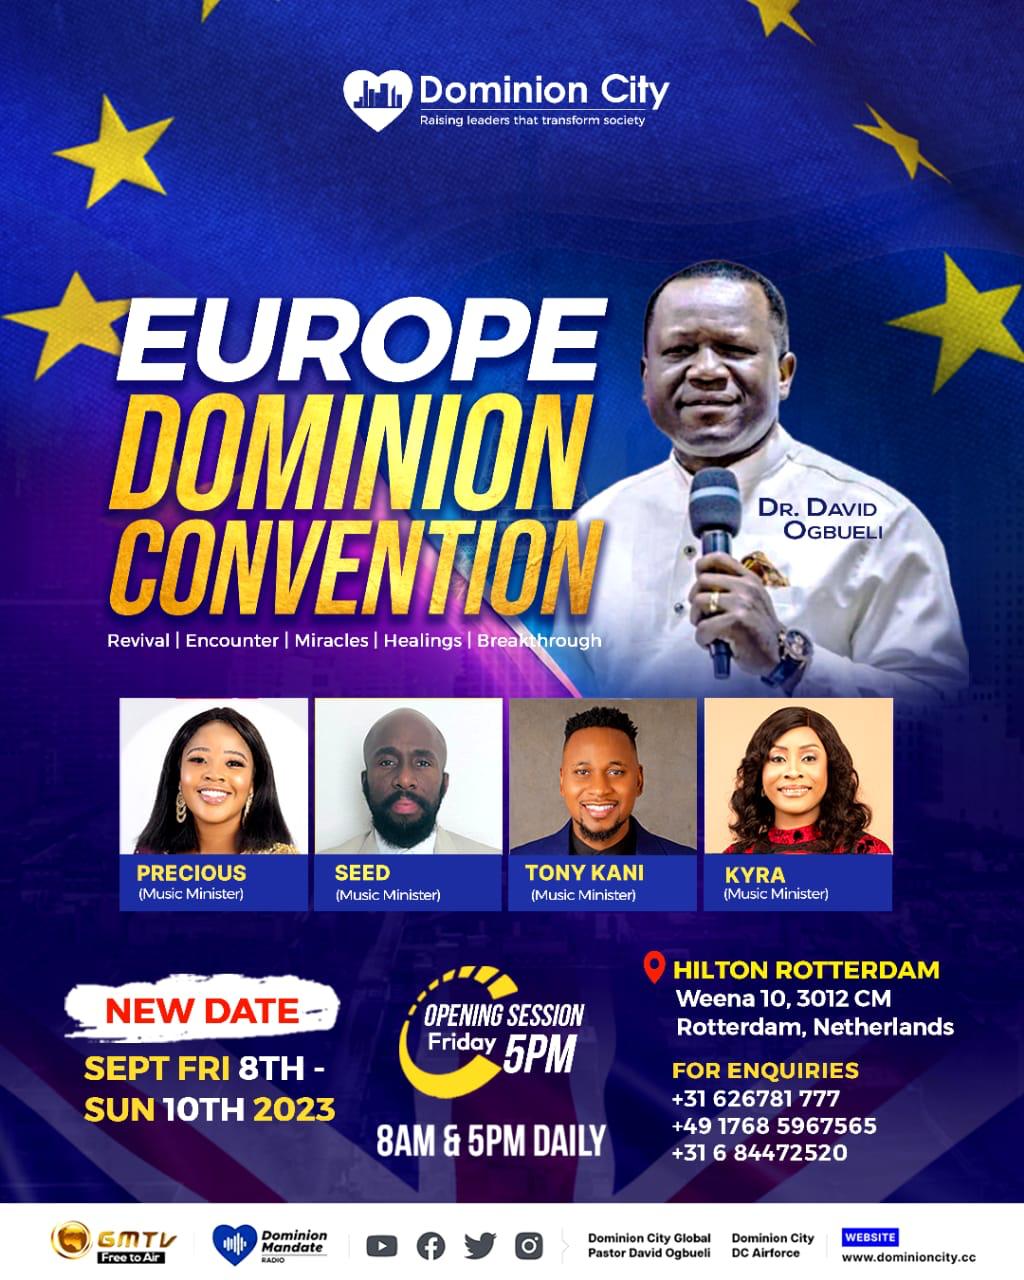 Dominion City
Raising leaders that transform society
EUROPE
DOMINION
CONVENTION
Revival | Encounter | Miracles | Healings | Breakthrough
DR. DAVID
OGBUELI
PRECIOUS
(Music Minister)
SEED
(Music Minister)
TONY KANI
(Music Minister)
KYRA
(Music Minister)
NEW DATE
SEPT FRI 8TH -
SUN 10TH 2023
OPENING SESSION
Friday 5PM
8AM & 5PM DAILY
HILTON ROTTERDAM
Weena 10, 3012 CM
Rotterdam, Netherlands
FOR ENQUIRIES
+31 626781 777
+49 1768 5967565
+31 6 84472520
GMTV
Free to Air
Dominion
Mandate
RADIO
Dominion City Global
Pastor David Ogbueli
Dominion City
DC Airforce
WEBSITE
www.dominioncity.cc